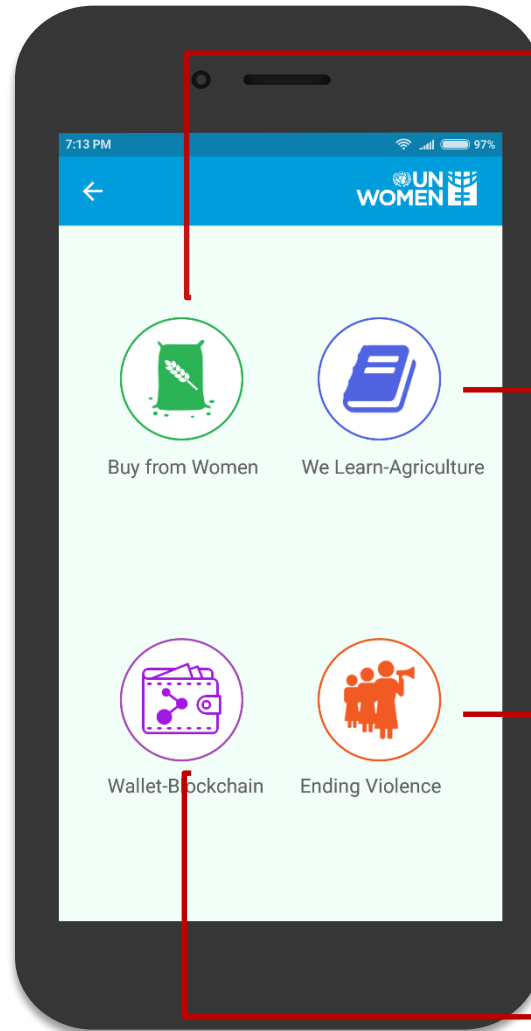 7:13 PM 97%
UN
WOMEN
Buy from Women We Learn-Agriculture
Wallet-Blockchain Ending Violence